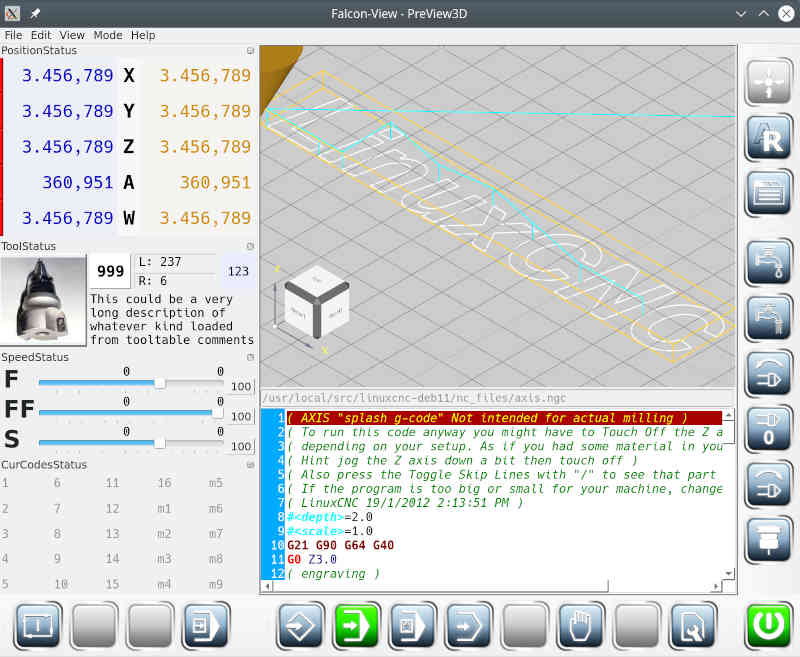 Falcon-View - PreView3D
File Edit View Mode Help
PositionStatus
3.456,789 X 3.456,789
3.456,789 Y 3.456,789
3.456,789 Z 3.456,789
360,951 A 360,951
3.456,789 W 3.456,789
ToolStatus
999
L: 237
R: 6
123
This could be a very
long description of
whatever kind loaded
from tooltable comments
SpeedStatus
F 0 0 100
FF 0 0 100
S 0 0 100
CurCodesStatus
1 6 11 16 m5
2 7 12 m1 m6
3 8 13 m2 m7
4 9 14 m3 m8
5 10 15 m4 m9
LinuxCNC
Z
X
/usr/local/src/linuxcnc-deb11/nc_files/axis.ngc
1 ( AXIS "splash g-code" Not intended for actual milling )
2 ( To run this code anyway you might have to Touch Off the Z a
3 ( depending on your setup. As if you had some material in you
4 ( Hint jog the Z axis down a bit then touch off )
5 ( Also press the Toggle Skip Lines with "/" to see that part
6 ( If the program is too big or small for your machine, change
7 ( LinuxCNC 19/1/2012 2:13:51 PM )
8 #<depth>=2.0
9 #<scale>=1.0
10 G21 G90 G64 G40
11 G0 Z3.0
12 ( engraving )
AR
0